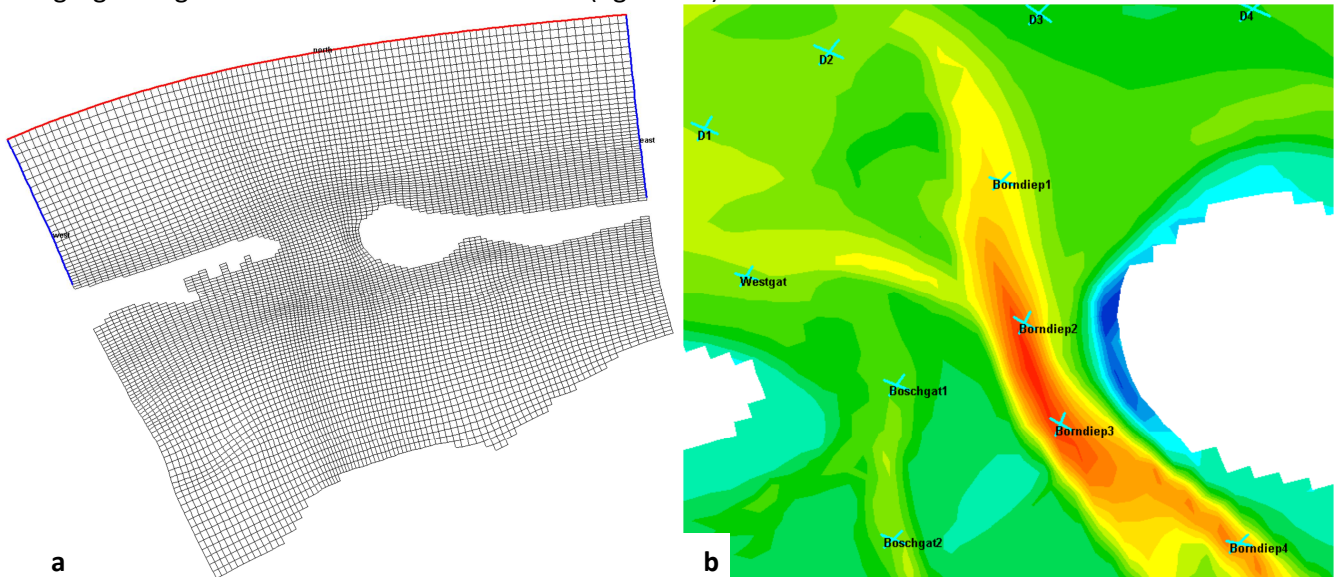 north
east
west
a
D3
D4
D2
D1
Borndiep1
Westgat
Borndiep2
Boschgat1
Borndiep3
Boschgat2
Borndiep4
b